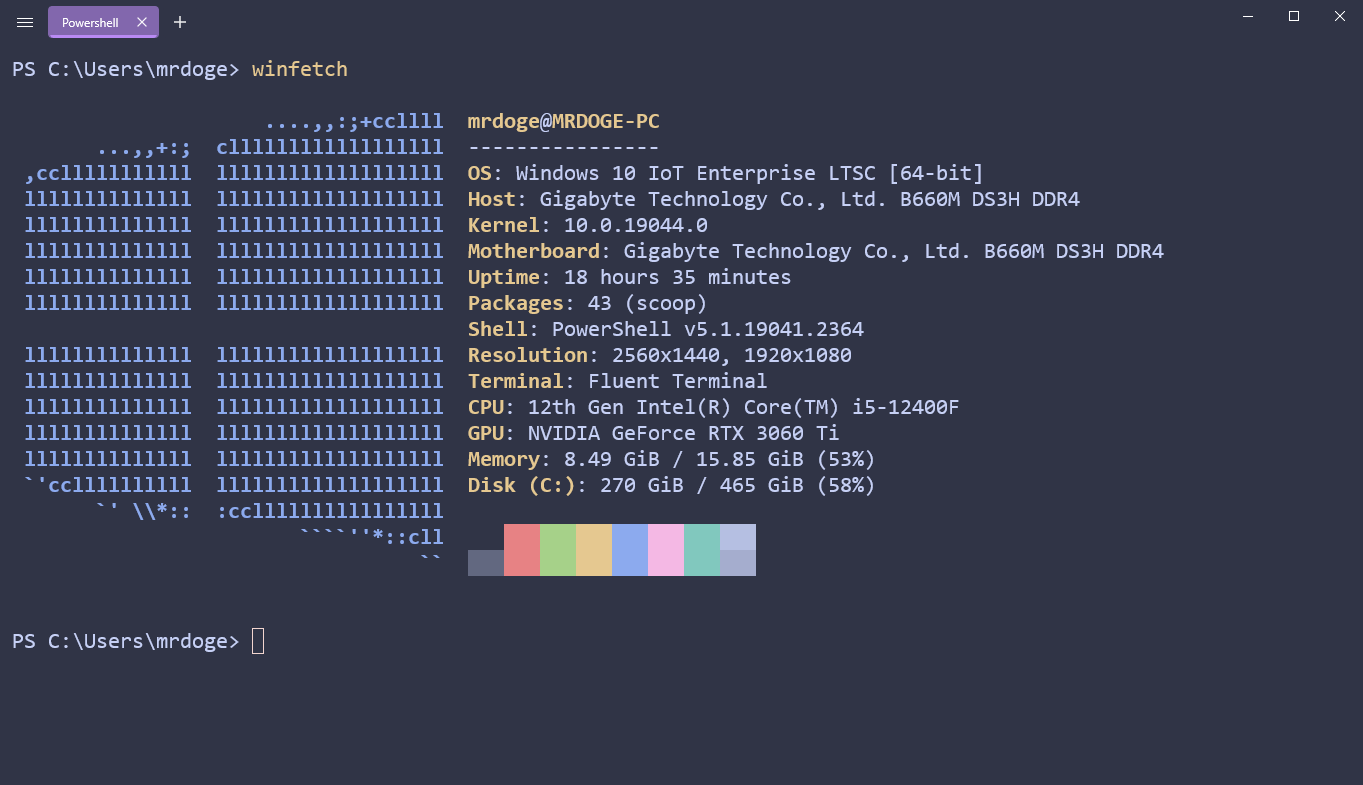 Powershell
PS C:\Users\mrdoge> winfetch
....,,:;+ccllll mrdoge@MRDOGE-PC
...,,+:; cllllllllllllllllll ----------------
,cclllllllllll lllllllllllllllllll OS: Windows 10 IoT Enterprise LTSC [64-bit]
llllllllllllll lllllllllllllllllll Host: Gigabyte Technology Co., Ltd. B660M DS3H DDR4
llllllllllllll lllllllllllllllllll Kernel: 10.0.19044.0
llllllllllllll lllllllllllllllllll Motherboard: Gigabyte Technology Co., Ltd. B660M DS3H DDR4
llllllllllllll lllllllllllllllllll Uptime: 18 hours 35 minutes
llllllllllllll lllllllllllllllllll Packages: 43 (scoop)
Shell: PowerShell v5.1.19041.2364
llllllllllllll lllllllllllllllllll Resolution: 2560x1440, 1920x1080
llllllllllllll lllllllllllllllllll Terminal: Fluent Terminal
llllllllllllll lllllllllllllllllll CPU: 12th Gen Intel(R) Core(TM) i5-12400F
llllllllllllll lllllllllllllllllll GPU: NVIDIA GeForce RTX 3060 Ti
llllllllllllll lllllllllllllllllll Memory: 8.49 GiB / 15.85 GiB (53%)
`'ccllllllllll lllllllllllllllllll Disk (C:): 270 GiB / 465 GiB (58%)
`' \\*:: :ccllllllllllllllll
````''*::cll
``
PS C:\Users\mrdoge>